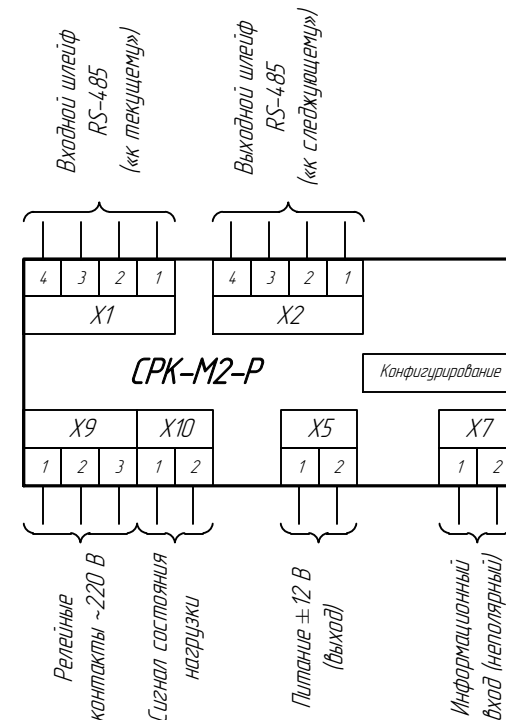 Входной шлейф
RS-485
(«к текущему»)
Выходной шлейф
RS-485
(«к следжующему»)
4 3 2 1
4 3 2 1
X1
X2
СРК-М2-Р
Конфигурирование
X9
X10
X5
X7
1 2 3
1 2
1 2
1 2
Релейные
контакты ~220 В
Сигнал состояния
нагрузки
Питание ± 12 В
(выход)
Информационный
вход (неполярный)